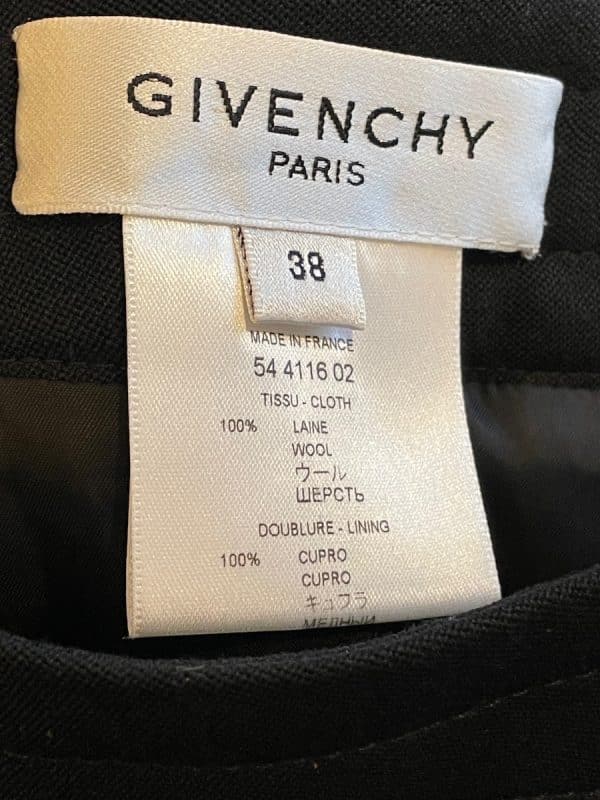 GIVENCHY
PARIS
38
MADE IN FRANCE
54 4116 02
TISSU - CLOTH
100% LAINE
WOOL
ウール
ШЕРСТЬ
DOUBLURE - LINING
100% CUPRO
CUPRO
キュプラ
МЕДНЫЙ